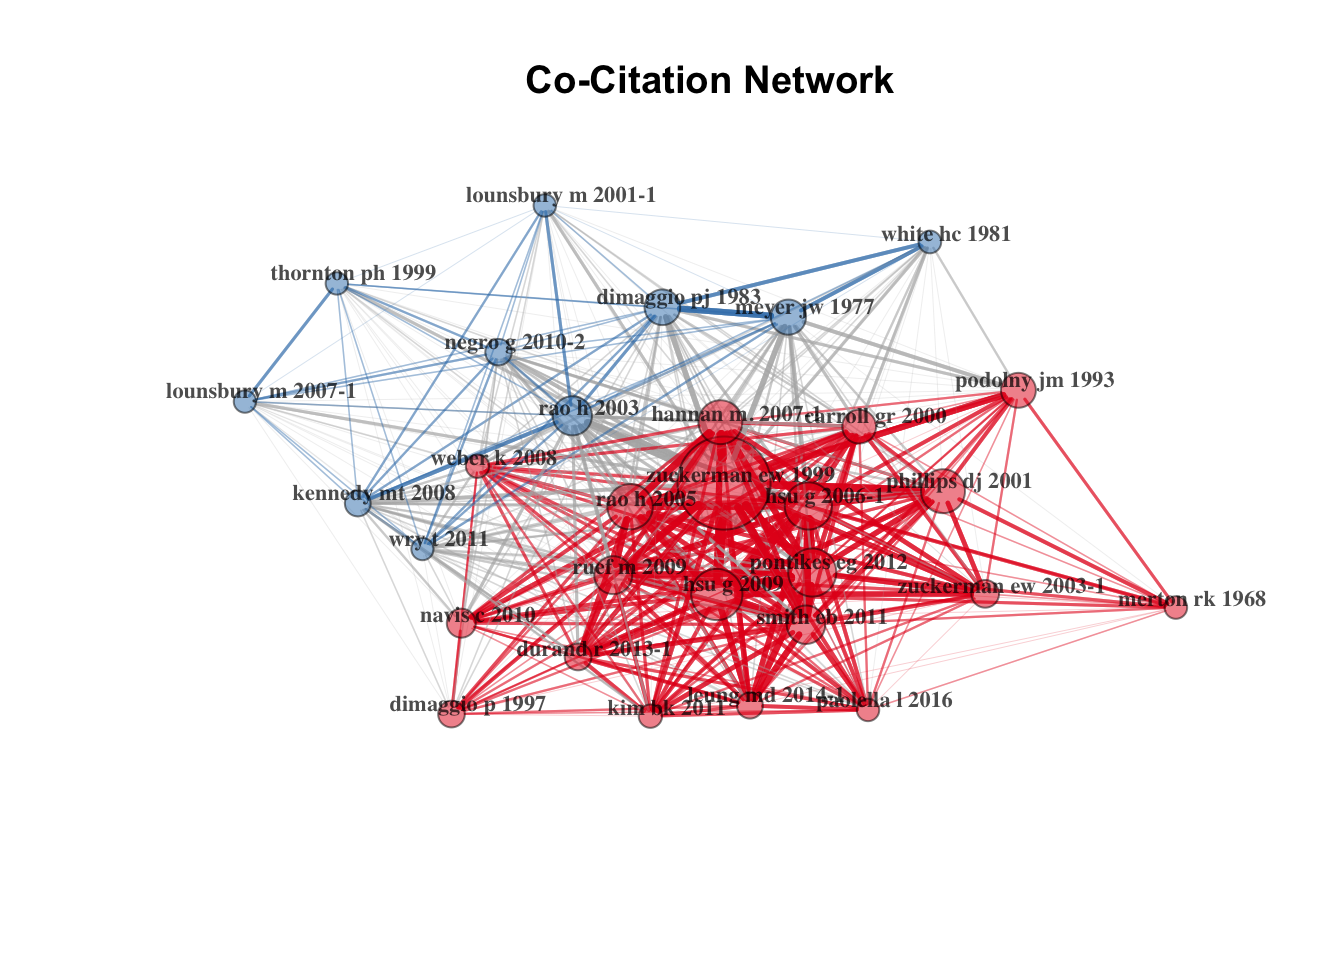 Co-Citation Network
lounsbury m 2001-1
white hc 1981
thornton ph 1999
dimaggio pj 1983
meyer jw 1977
negro g 2010-2
podolny jm 1993
lounsbury m 2007-1
rao h 2003
hannan m. 2007-1
carroll gr 2000
weber k 2008
zuckerman ew 1999
phillips dj 2001
kennedy mt 2008
rao h 2005
hsu g 2006-1
wry t 2011
ruef m 2009
pontikes eg 2012
hsu g 2009
zuckerman ew 2003-1
merton rk 1968
navis c 2010
smith eb 2011
durand r 2013-1
dimaggio p 1997
kim bk 2011
leung md 2014-1
paolella l 2016